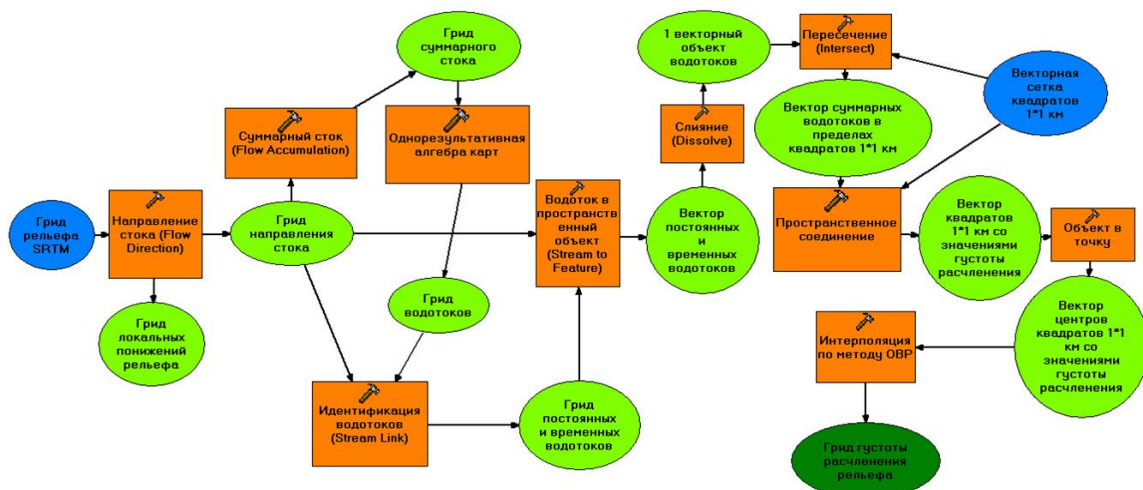 Грид рельефа
SRTM
Направление
стока (Flow
Direction)
Грид
локальных
понижений
рельефа
Грид
направления
стока
Суммарный сток
(Flow Accumulation)
Грид
суммарного
стока
Однорезультативная
алгебра карт
Грид
водотоков
Идентификация
водотоков
(Stream Link)
Грид
постоянных
и временных
водотоков
Водоток в
пространств
енный
объект
(Stream to
Feature)
Вектор
постоянных
и
временных
водотоков
Слияние
(Dissolve)
1 векторный
объект
водотоков
Пересечение
(Intersect)
Векторная
сетка
квадратов
1*1 км
Вектор суммарных
водотоков в
пределах
квадратов 1*1 км
Пространственное
соединение
Вектор
квадратов
1*1 км со
значениями
густоты
расчленения
Объект в
точку
Вектор
центров
квадратов 1*1
км со
значениями
густоты
расчленения
Интерполяция
по методу ОВР
Грид густоты
расчленения
рельефа